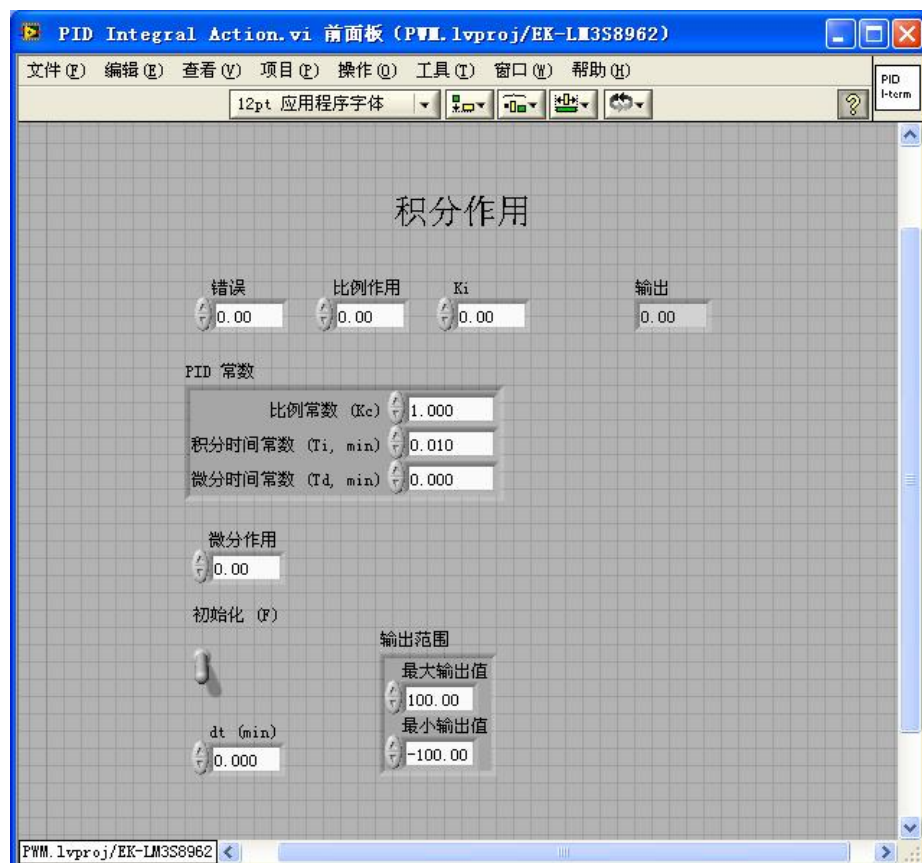 PID Integral Action.vi 前面板 (PWM.lvproj/EK-LM3S8962)
文件(F) 编辑(E) 查看(V) 项目(P) 操作(O) 工具(T) 窗口(W) 帮助(H)
PID
I-term
12pt 应用程序字体
?
积分作用
错误 比例作用 Ki 输出
0.00 0.00 0.00 0.00
PID 常数
比例常数 (Kc) 1.000
积分时间常数 (Ti, min) 0.010
微分时间常数 (Td, min) 0.000
微分作用
0.00
初始化 (F)
输出范围
最大输出值
100.00
最小输出值
-100.00
dt (min)
0.000
PWM.lvproj/EK-LM3S8962